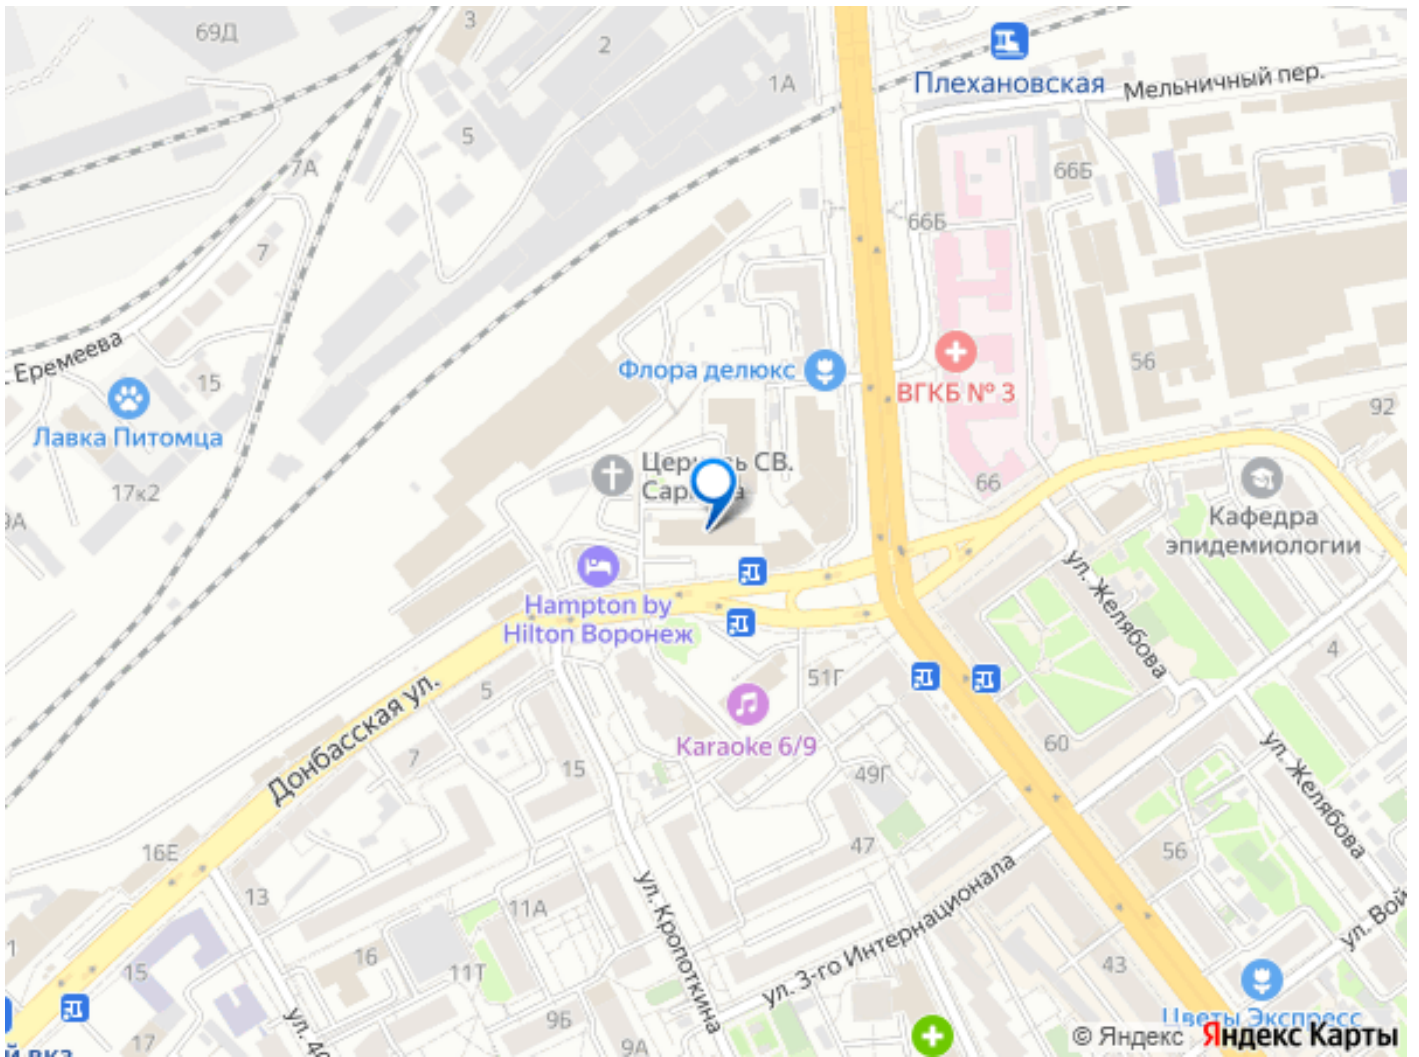 69Д
3
2
1А
Плехановская
Мельничный пер.
5
7А
66Б
66Б
7
Еремеева
15
Флора делюкс
ВГКБ № 3
56
92
Лавка Питомца
17к2
СВ.
66
Кафедра
эпидемиологии
Hampton by
Hilton Воронеж
ул. Желябова
4
51Г
5
Донбасская ул.
Karaoke 6/9
60
7
15
49Г
ул. Желябова
47
56
16Е
13
11А
ул. Кропоткина
ул. 3-го Интернационала
16
11Т
15
43
17
9Б
9А
Цветы Экспресс
© Яндекс Яндекс Карты